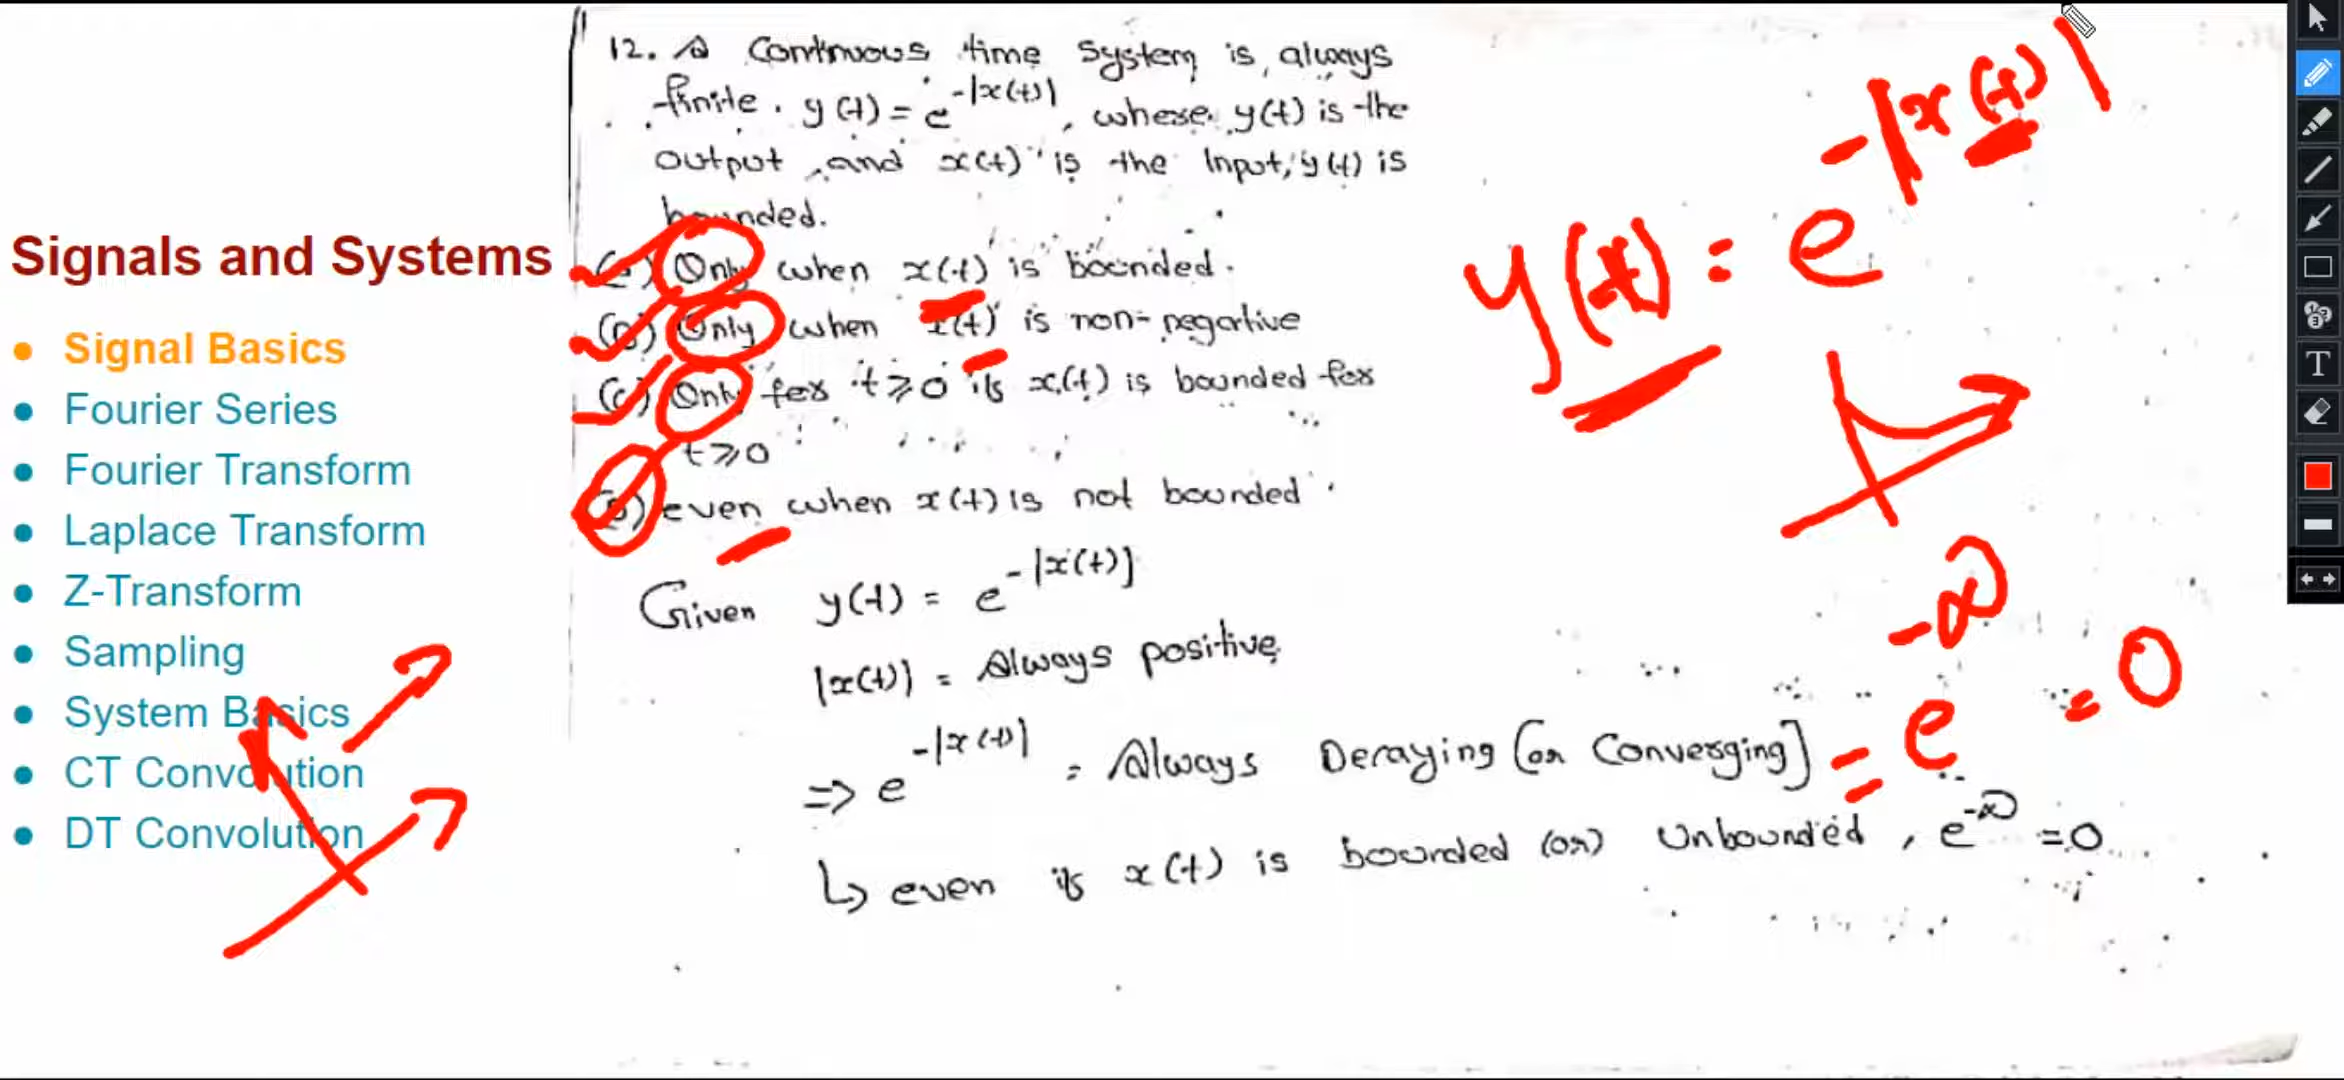 Signals and Systems
Signal Basics
Fourier Series
Fourier Transform
Laplace Transform
Z-Transform
Sampling
System Basics
CT Convolution
DT Convolution
12. A Continuous time System is, always
finite. y(t) = e^-|x(t)|, where y(t) is the
output and x(t) is the Input, y(t) is
bounded.
(a) Only when x(t) is bounded.
(b) Only when x(t) is non-negative
(c) Only for t≥0 if x(t) is bounded for
t≥0
(d) even when x(t) is not bounded.
Given y(t) = e^-|x(t)|
|x(t)| = Always positive
=> e^-|x(t)| = Always Decaying [or Converging]
↳ even if x(t) is bounded (or) Unbounded, e^-∞ = 0
y(t) = e^-|x(t)|
= e^-∞ = 0
T